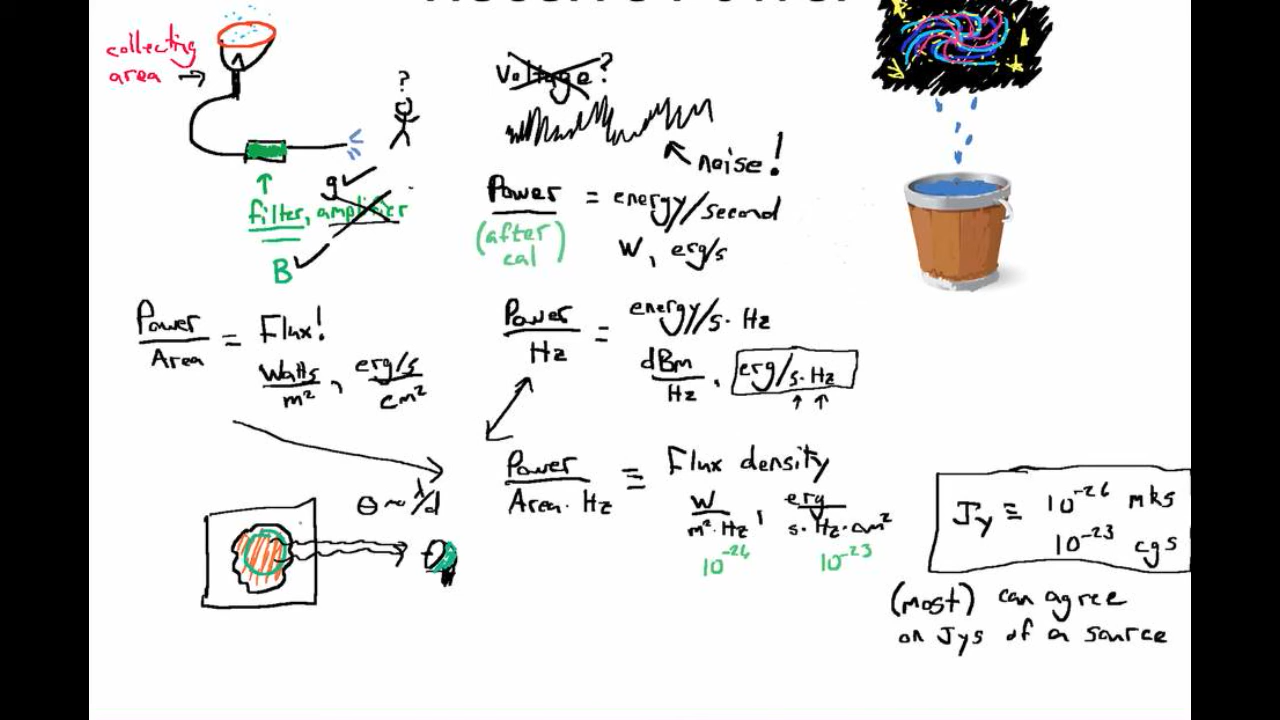 Receive Power
collecting
area →
?
filter, amplifier
g ✓
B ✓
Voltage?
noise!
Power = energy/second
(after cal)
W, erg/s
Power/Area = Flux!
Watts/m², erg/s/cm²
Power/Hz = energy/s·Hz
dBm/Hz, erg/s·Hz
Power/Area·Hz ≡ Flux density
W/m²·Hz, erg/s·Hz·cm²
10⁻²⁶ 10⁻²³
θ ~ λ/d
Jy ≡ 10⁻²⁶ mks
10⁻²³ cgs
(most) can agree
on Jys of a source